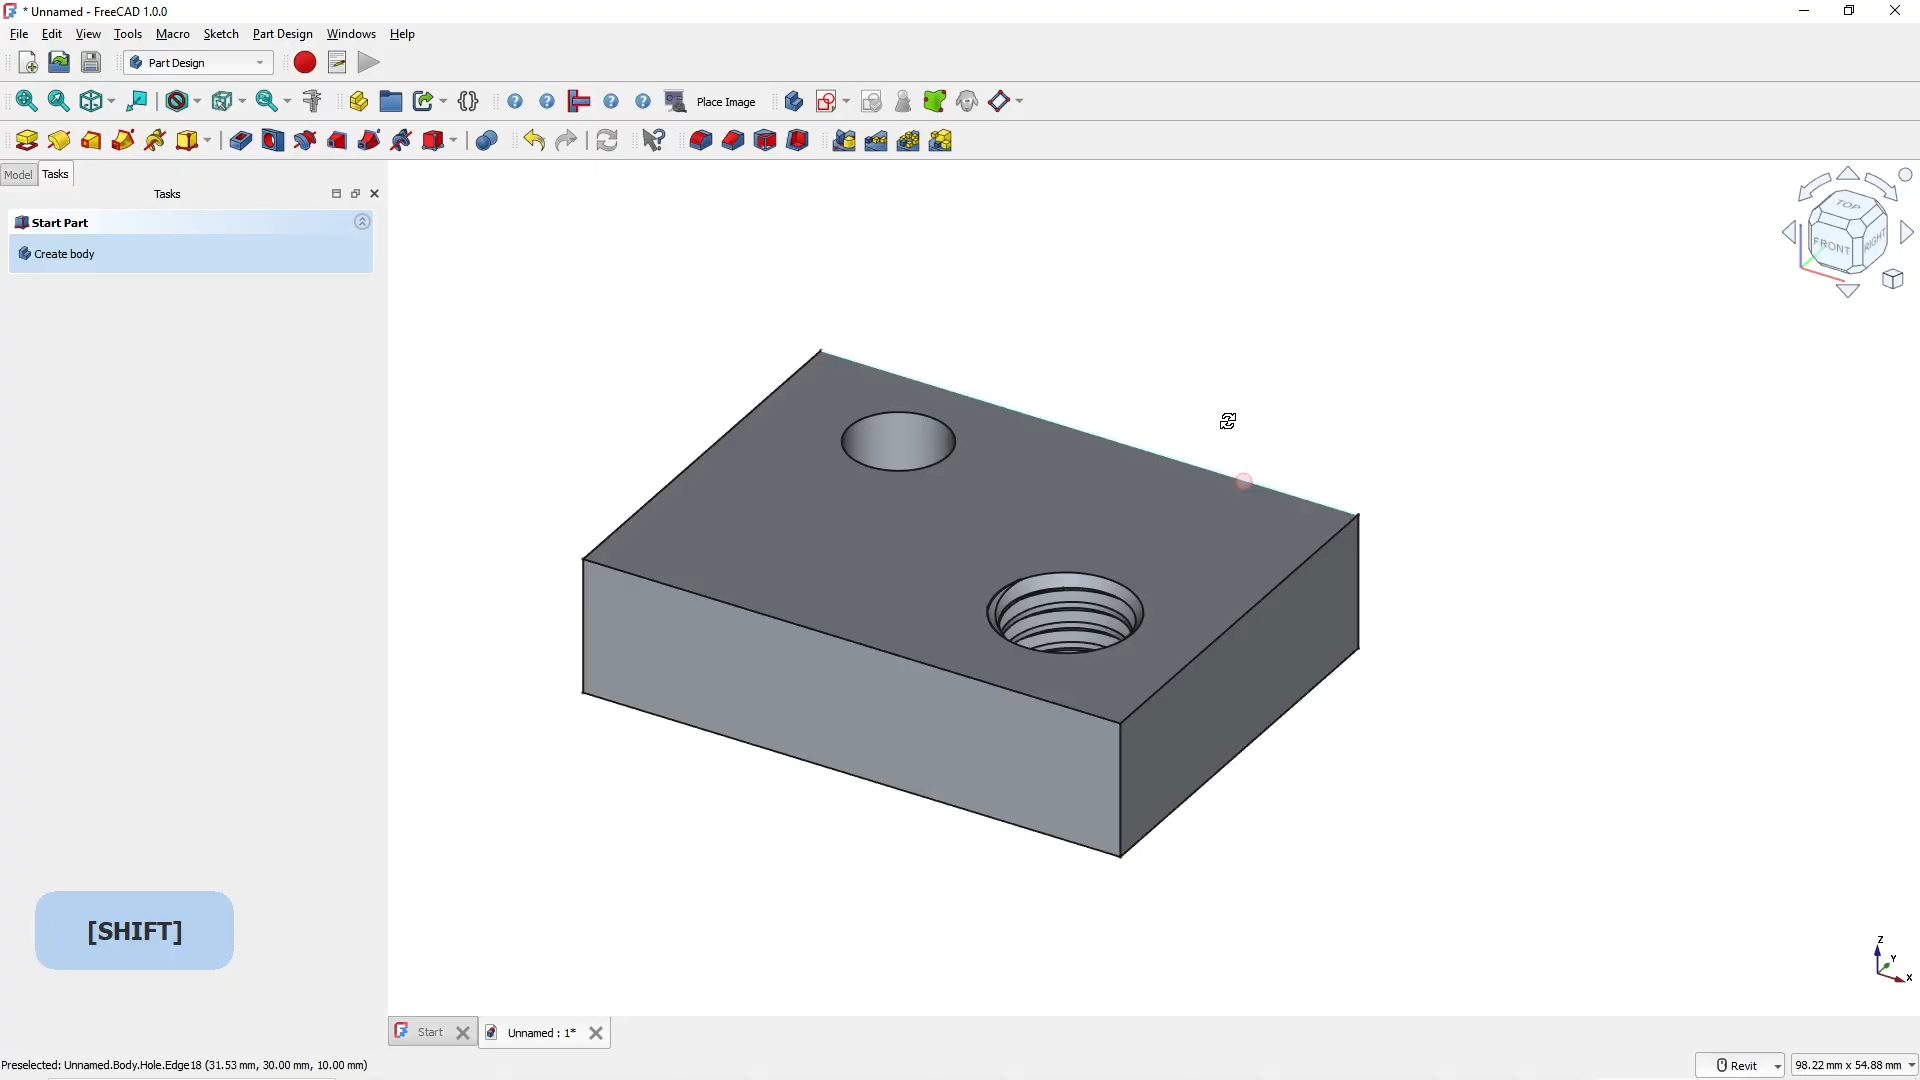 * Unnamed - FreeCAD 1.0.0
File Edit View Tools Macro Sketch Part Design Windows Help
Part Design
Place Image
Model Tasks
Tasks
Start Part
Create body
TOP
FRONT
RIGHT
[SHIFT]
Z
Y
X
Start
Unnamed : 1*
Preselected: Unnamed.Body.Hole.Edge18 (31.53 mm, 30.00 mm, 10.00 mm)
Revit
98.22 mm x 54.88 mm